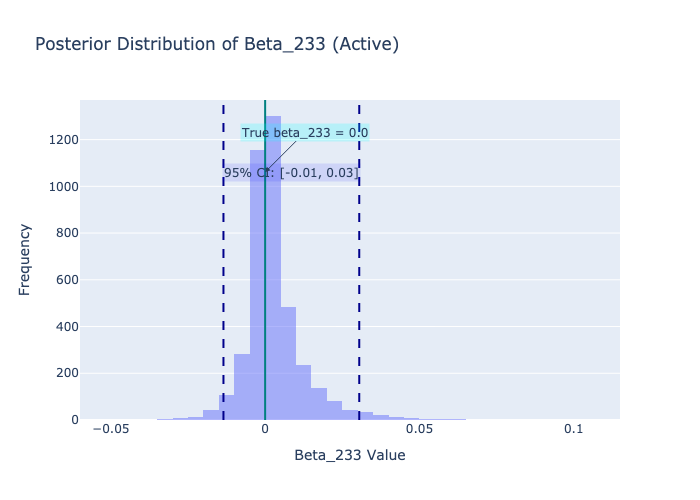 Posterior Distribution of Beta_233 (Active)
True beta_233 = 0.0
95% CI: [-0.01, 0.03]
1200
1000
800
600
400
200
0
Frequency
−0.05
0
0.05
0.1
Beta_233 Value